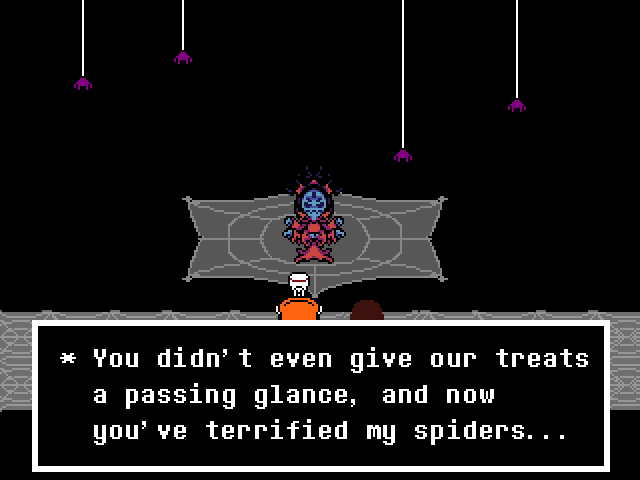 * You didn't even give our treats
a passing glance, and now
you've terrified my spiders...